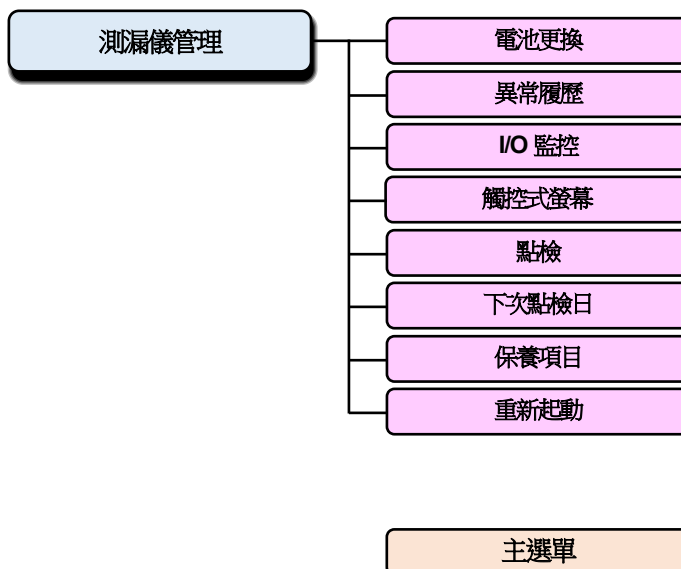 測漏儀管理
電池更換
異常履歷
I/O 監控
觸控式螢幕
點檢
下次點檢日
保養項目
重新起動
主選單